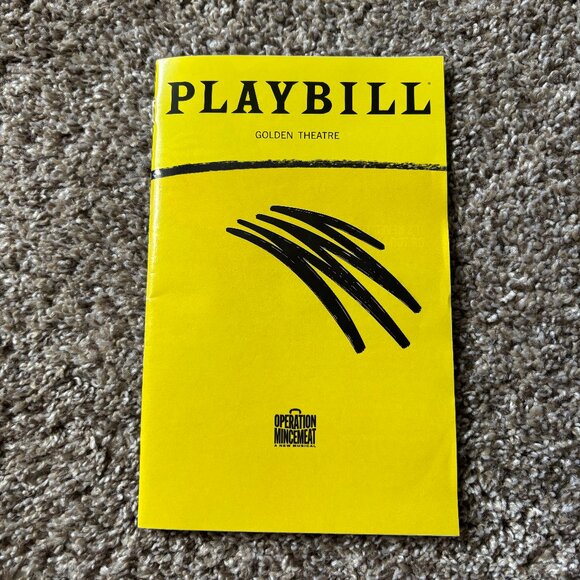 PLAYBILL
GOLDEN THEATRE
OPERATION
MINCEMEAT
A NEW MUSICAL